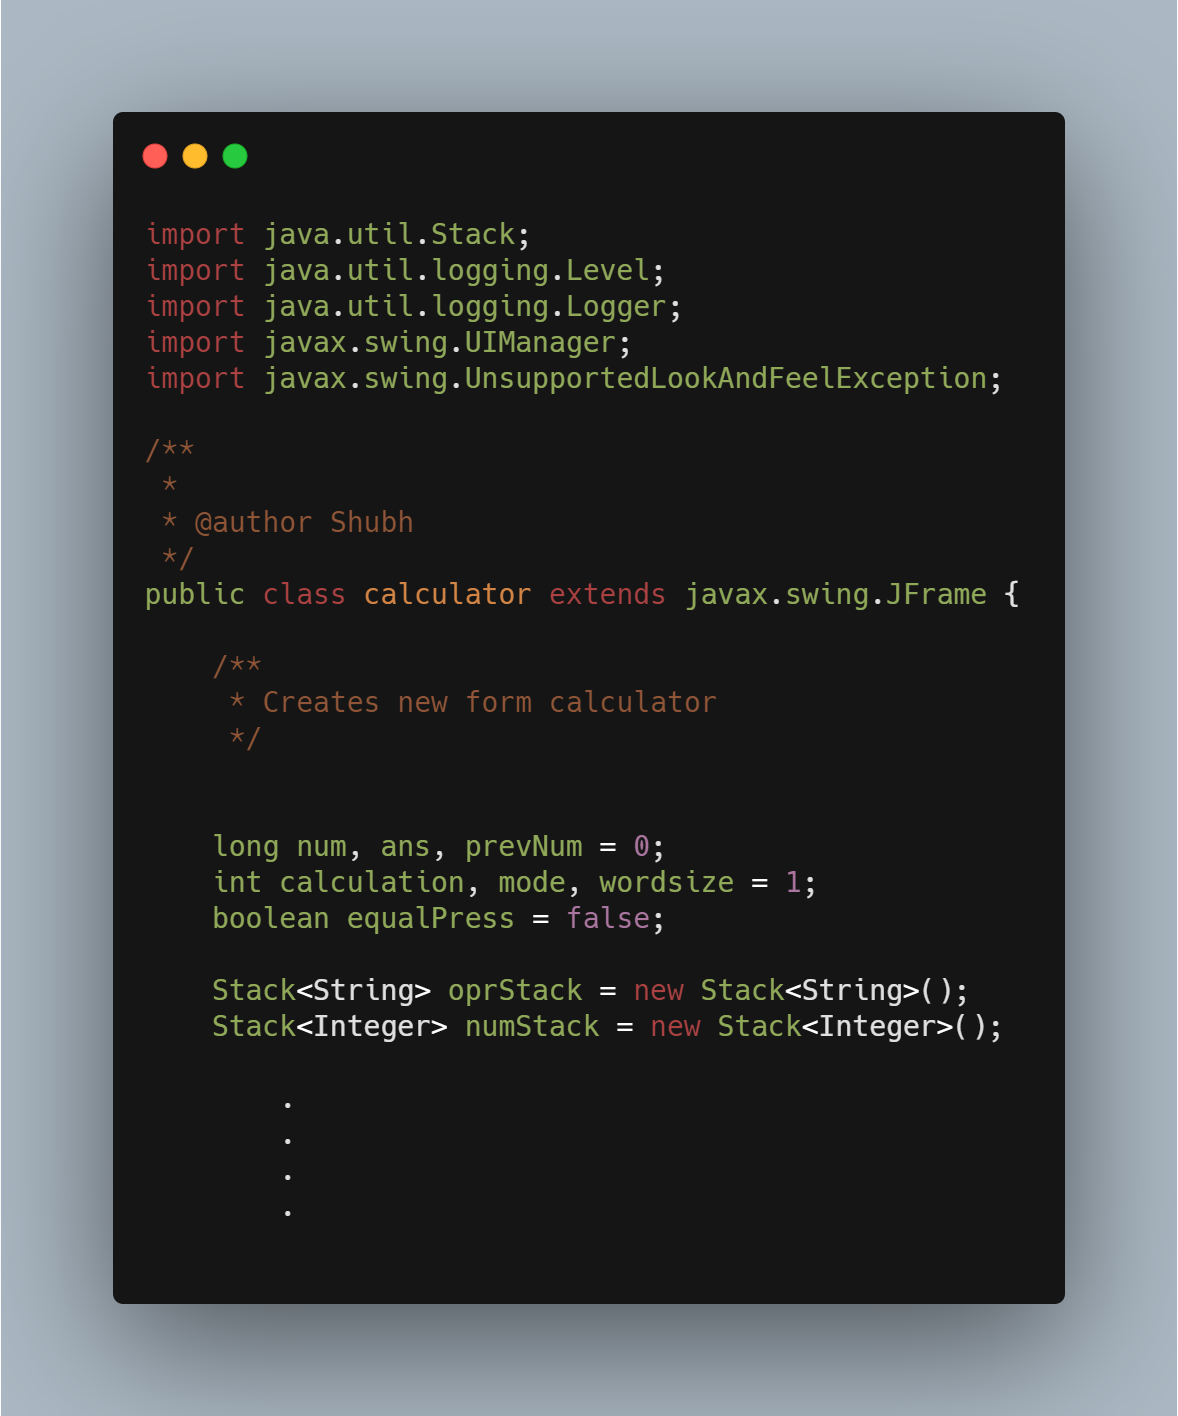 import java.util.Stack;
import java.util.logging.Level;
import java.util.logging.Logger;
import javax.swing.UIManager;
import javax.swing.UnsupportedLookAndFeelException;

/**
 *
 * @author Shubh
 */
public class calculator extends javax.swing.JFrame {

    /**
     * Creates new form calculator
     */


    long num, ans, prevNum = 0;
    int calculation, mode, wordsize = 1;
    boolean equalPress = false;

    Stack<String> oprStack = new Stack<String>();
    Stack<Integer> numStack = new Stack<Integer>();

        .
        .
        .
        .